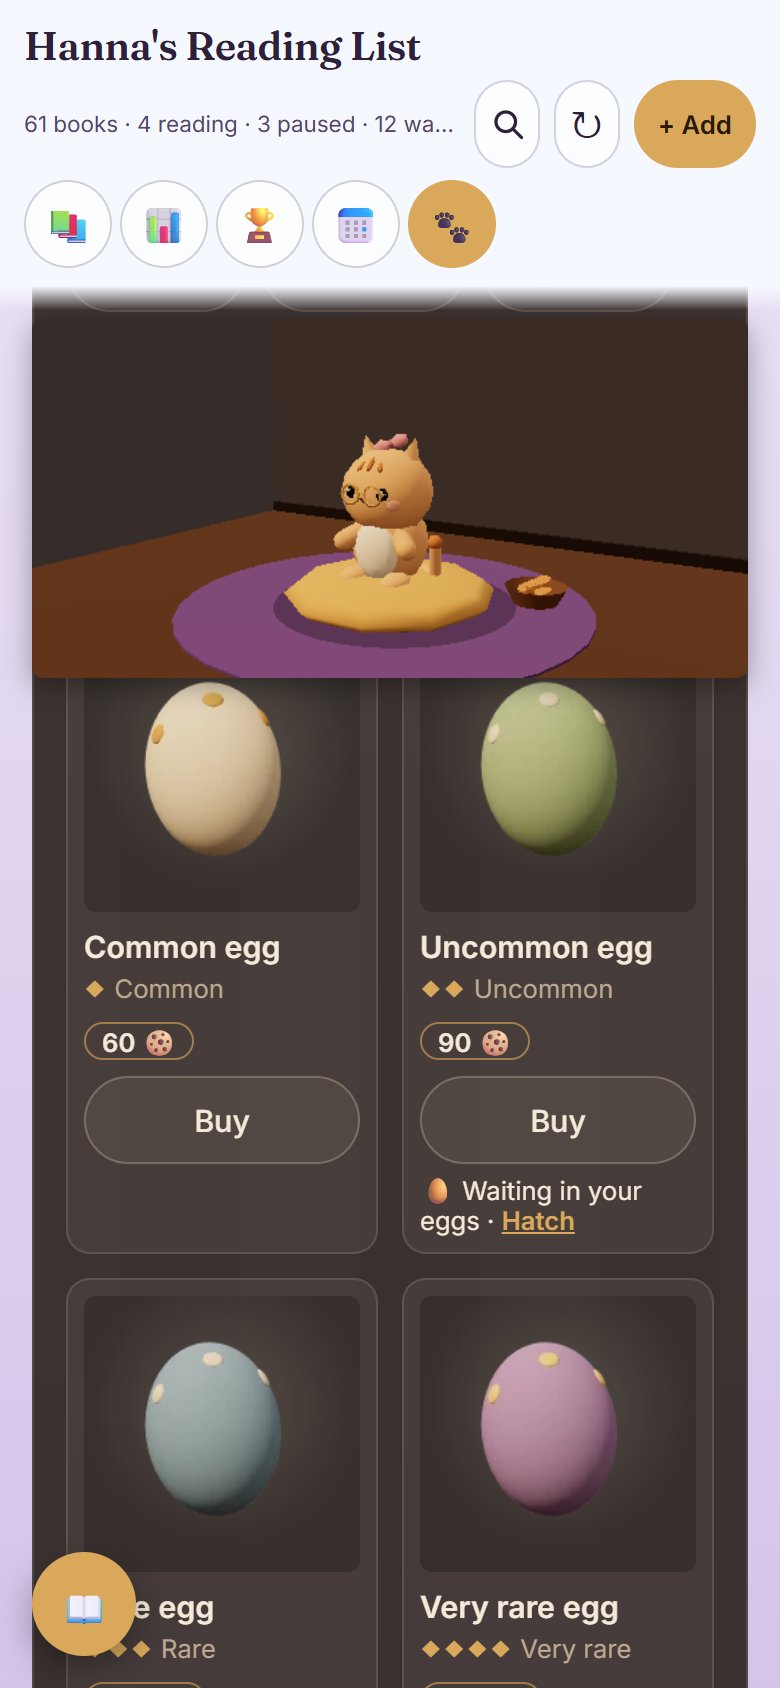 Hanna's Reading List
61 books · 4 reading · 3 paused · 12 wa...
+ Add
Common egg
Common
60
Buy
Uncommon egg
Uncommon
90
Buy
Waiting in your
eggs · Hatch
e egg
Rare
Very rare egg
Very rare